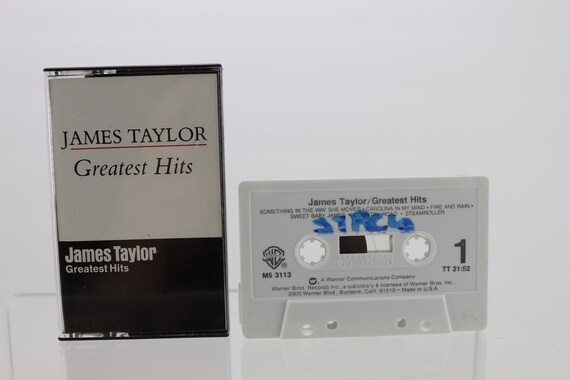 JAMES TAYLOR
Greatest Hits
James Taylor
Greatest Hits
James Taylor/Greatest Hits
SOMETHING IN THE WAY SHE MOVES • CAROLINA IN MY MIND • FIRE AND RAIN •
SWEET BABY JAMES • COUNTRY ROAD • STEAMROLLER
MS 3113
1
TT 21:52
A Warner Communications Company
Warner Bros. Records Inc., a subsidiary & licensee of Warner Bros. Inc.,
3300 Warner Blvd., Burbank, Calif. 91510 • Made in U.S.A.